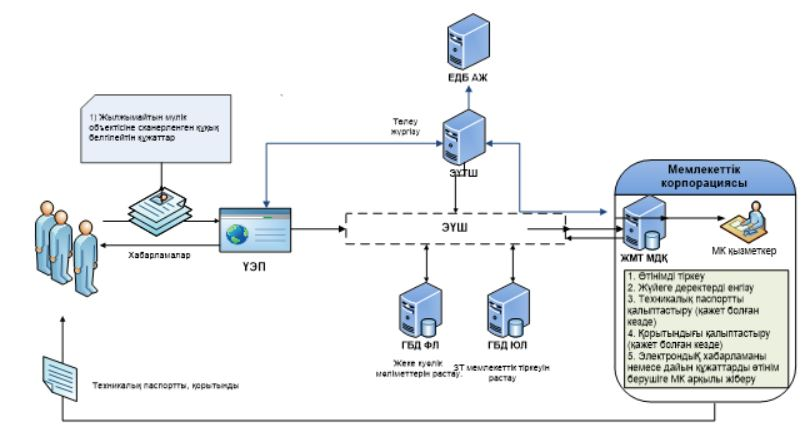 ЕДБ АЖ
1) Жылжымайтын мүлік
объектісіне сканерленген құқық
белгілейтін құжаттар
Төлеу
жүргізу
ЭҮТШ
Мемлекеттік
корпорациясы
ЭҮШ
ЖМТ МДҚ
МК қызметкер
Хабарламалар
ҮЭП
1. Өтінімді тіркеу
2. Жүйеге деректерді енгізу
3. Техникалық паспортты
қалыптастыру (қажет болған
кезде)
4. Қорытындығы қалыптастыру
(қажет болған кезде)
5. Электрондық хабарламаны
немесе дайын құжаттарды өтінім
берушіге МК арқылы жіберу
ГБД ФЛ
ГБД ЮЛ
Жеке куәлік
мәліметтерін растау.
ЗТ мемлекеттік тіркеуін
растау
Техникалық паспортты, қорытынды